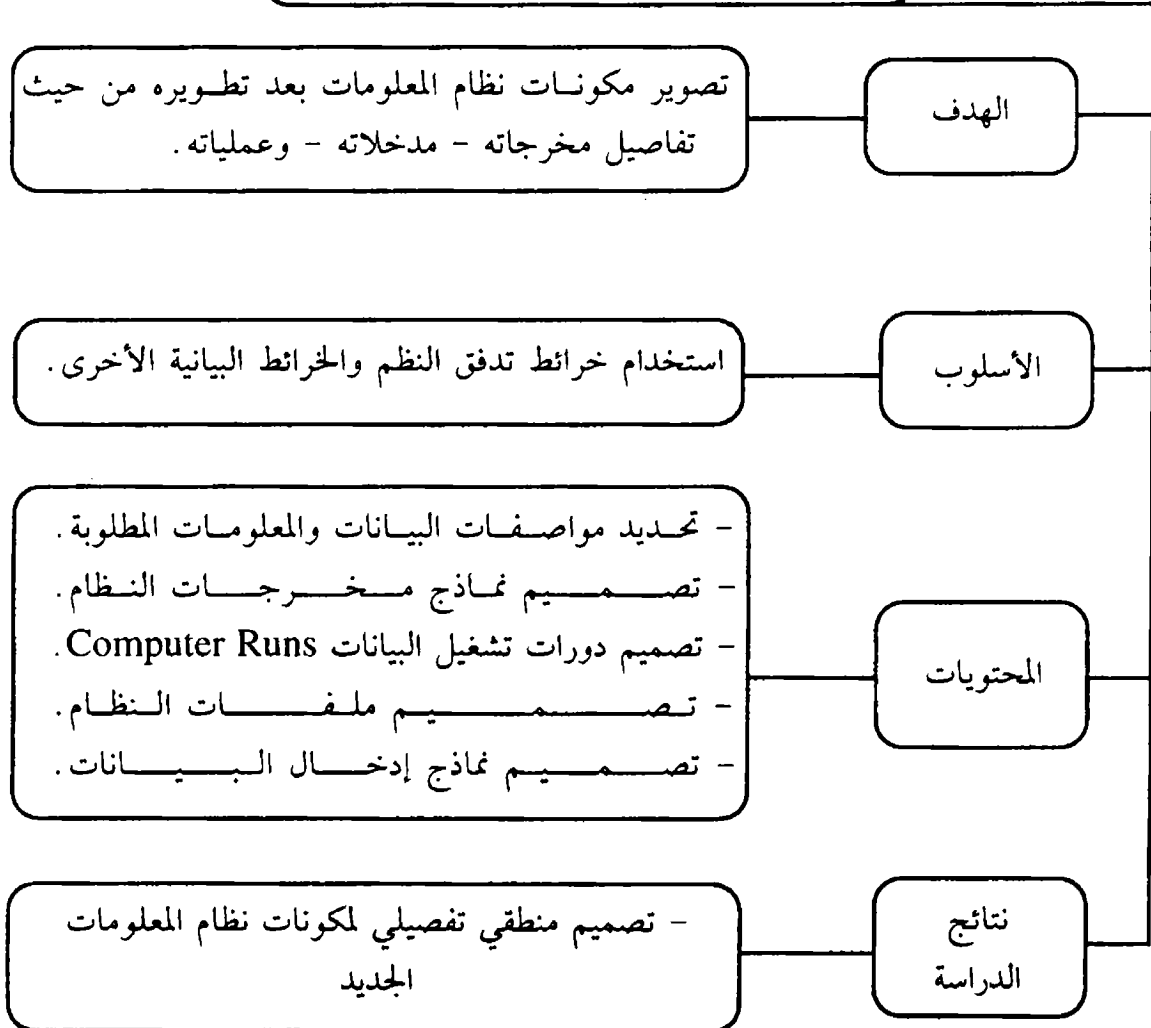 الهدف
تصوير مكونات نظام المعلومات بعد تطويره من حيث
تفاصيل مخرجاته - مدخلاته - وعملياته .
الأسلوب
استخدام خرائط تدفق النظم والخرائط البيانية الأخرى .
المحتويات
- تحديد مواصفات البيانات والمعلومات المطلوبة .
- تصميم نماذج مخرجات النظام .
- تصميم دورات تشغيل البيانات Computer Runs .
- تصميم ملفات النظام .
- تصميم نماذج إدخال البيانات .
نتائج
الدراسة
- تصميم منطقي تفصيلي لمكونات نظام المعلومات
الجديد